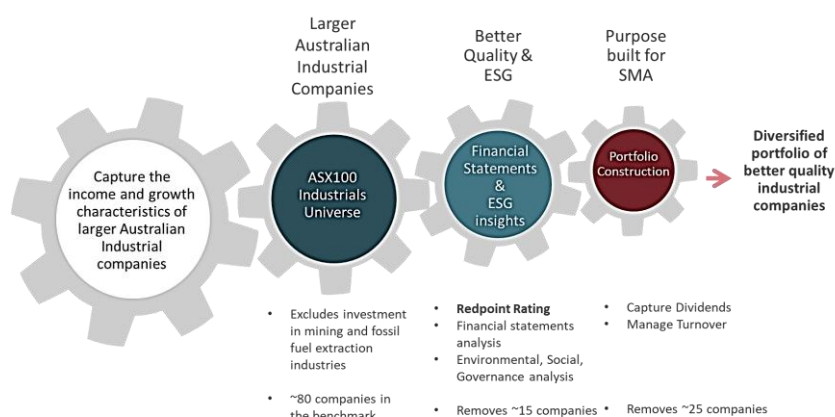 Larger
Australian
Industrial
Companies
Better
Quality &
ESG
Purpose
built for
SMA
Capture the
income and growth
characteristics of
larger Australian
Industrial
companies
ASX100
Industrials
Universe
Financial
Statements
&
ESG
insights
Portfolio
Construction
Diversified
portfolio of
better quality
industrial
companies
• Excludes investment
in mining and fossil
fuel extraction
industries
• ~80 companies in
the benchmark
• Redpoint Rating
• Financial statements
analysis
• Environmental, Social,
Governance analysis
• Removes ~15 companies
• Capture Dividends
• Manage Turnover
• Removes ~25 companies